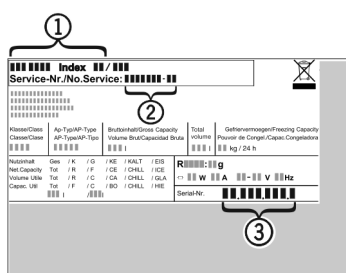 1
Index /
Service-Nr./No.Service: -
2
Klasse/Class Ap-Typ/AP-Type Bruttoinhalt/Gross Capacity Total Gefriervermoegen/Freezing Capacity
Classe/Clase AP-Type/AP-Tipo Volume Brut/Capacidad Bruta volume Pouvoir de Congel./Capac.Congeladora
l l kg / 24 h
Nutzinhalt Ges / K / G / KE / KALT / EIS
Net.Capacity Tot / R / F / CE / CHILL / ICE
Volume Utile Tot / R / C / CA / CHILL / GLA
Capac. Util Tot / F / C / BO / CHILL / HIE
l / l
R : g
W A - V Hz
Serial-Nr. . . .
3